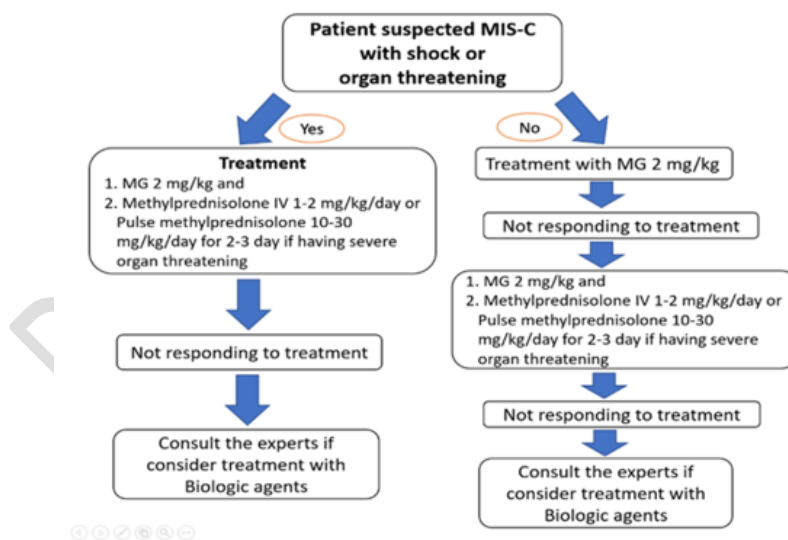 Patient suspected MIS-C
with shock or
organ threatening
Yes
Treatment
1. MG 2 mg/kg and
2. Methylprednisolone IV 1-2 mg/kg/day or
Pulse methylprednisolone 10-30
mg/kg/day for 2-3 day if having severe
organ threatening
Not responding to treatment
Consult the experts if
consider treatment with
Biologic agents
No
Treatment with MG 2 mg/kg
Not responding to treatment
1. MG 2 mg/kg and
2. Methylprednisolone IV 1-2 mg/kg/day or
Pulse methylprednisolone 10-30
mg/kg/day for 2-3 day if having severe
organ threatening
Not responding to treatment
Consult the experts if
consider treatment with
Biologic agents